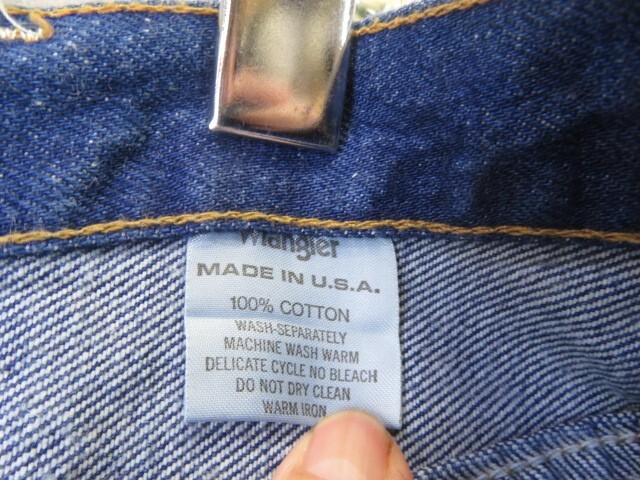 Wrangler
MADE IN U.S.A.
100% COTTON
WASH-SEPARATELY
MACHINE WASH WARM
DELICATE CYCLE NO BLEACH
DO NOT DRY CLEAN
WARM IRON